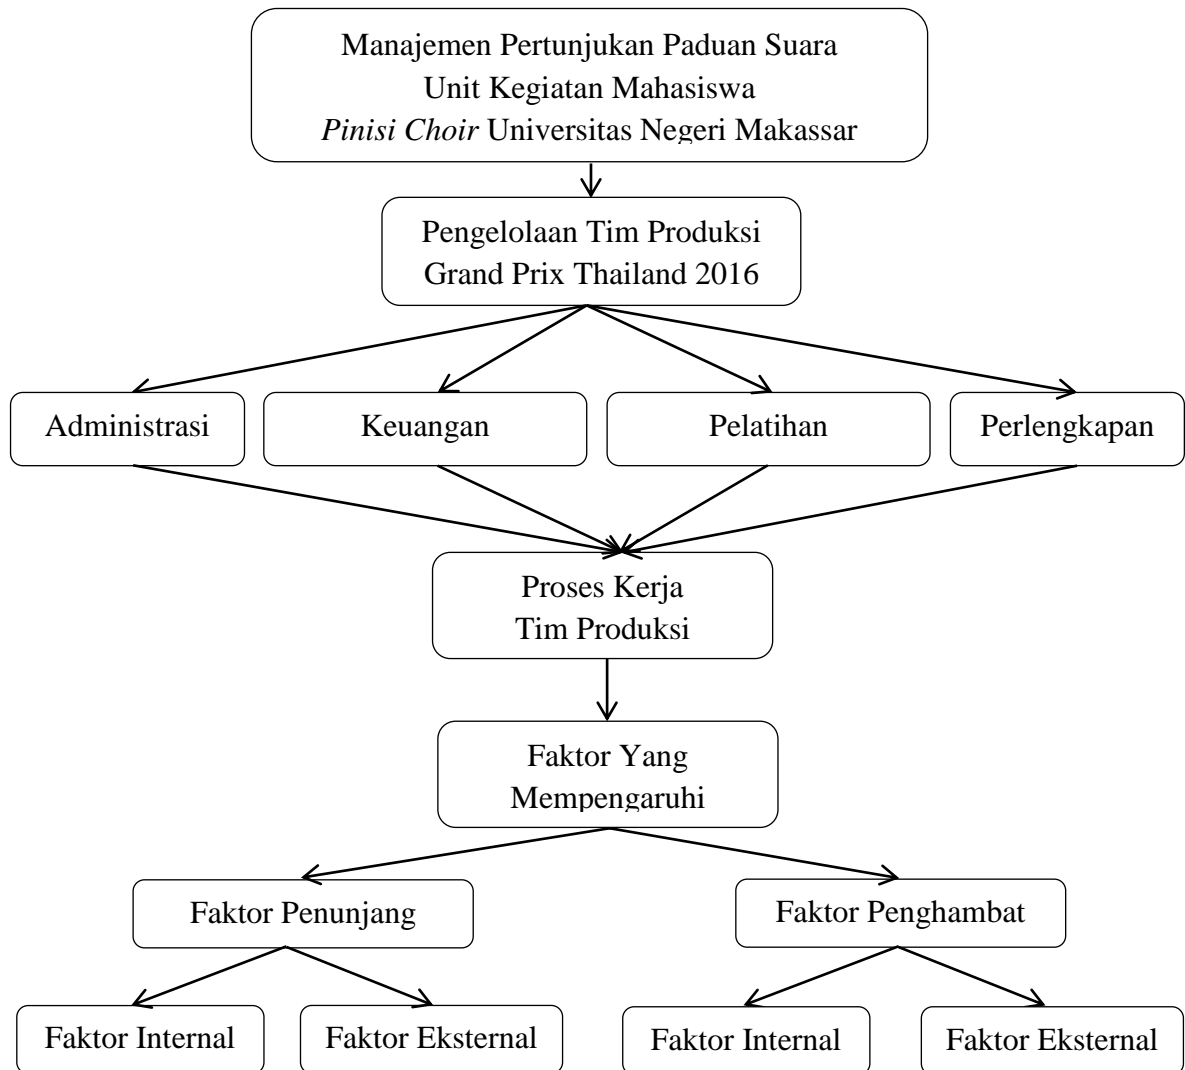 Manajemen Pertunjukan Paduan Suara
Unit Kegiatan Mahasiswa
Pinisi Choir Universitas Negeri Makassar
Pengelolaan Tim Produksi
Grand Prix Thailand 2016
Administrasi
Keuangan
Pelatihan
Perlengkapan
Proses Kerja
Tim Produksi
Faktor Yang
Mempengaruhi
Faktor Penunjang
Faktor Penghambat
Faktor Internal
Faktor Eksternal
Faktor Internal
Faktor Eksternal